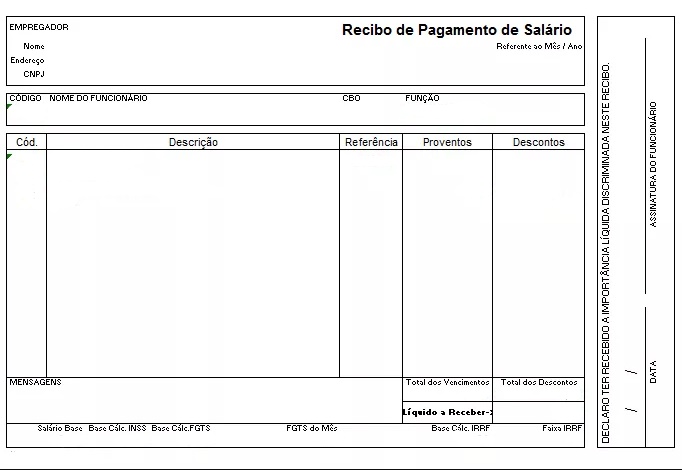 EMPREGADOR
Recibo de Pagamento de Salário
Nome
Referente ao Mês / Ano
Endereço
CNPJ
CÓDIGO NOME DO FUNCIONÁRIO CBO FUNÇÃO
Cód. Descrição Referência Proventos Descontos
MENSAGENS
Total dos Vencimentos Total dos Descontos
Líquido a Receber->
Salário Base Base Cálc. INSS Base Cálc.FGTS FGTS do Mês Base Cálc. IRRF Faixa IRRF
DECLARO TER RECEBIDO A IMPORTÂNCIA LÍQUIDA DISCRIMINADA NESTE RECIBO.
ASSINATURA DO FUNCIONÁRIO
/ /
DATA